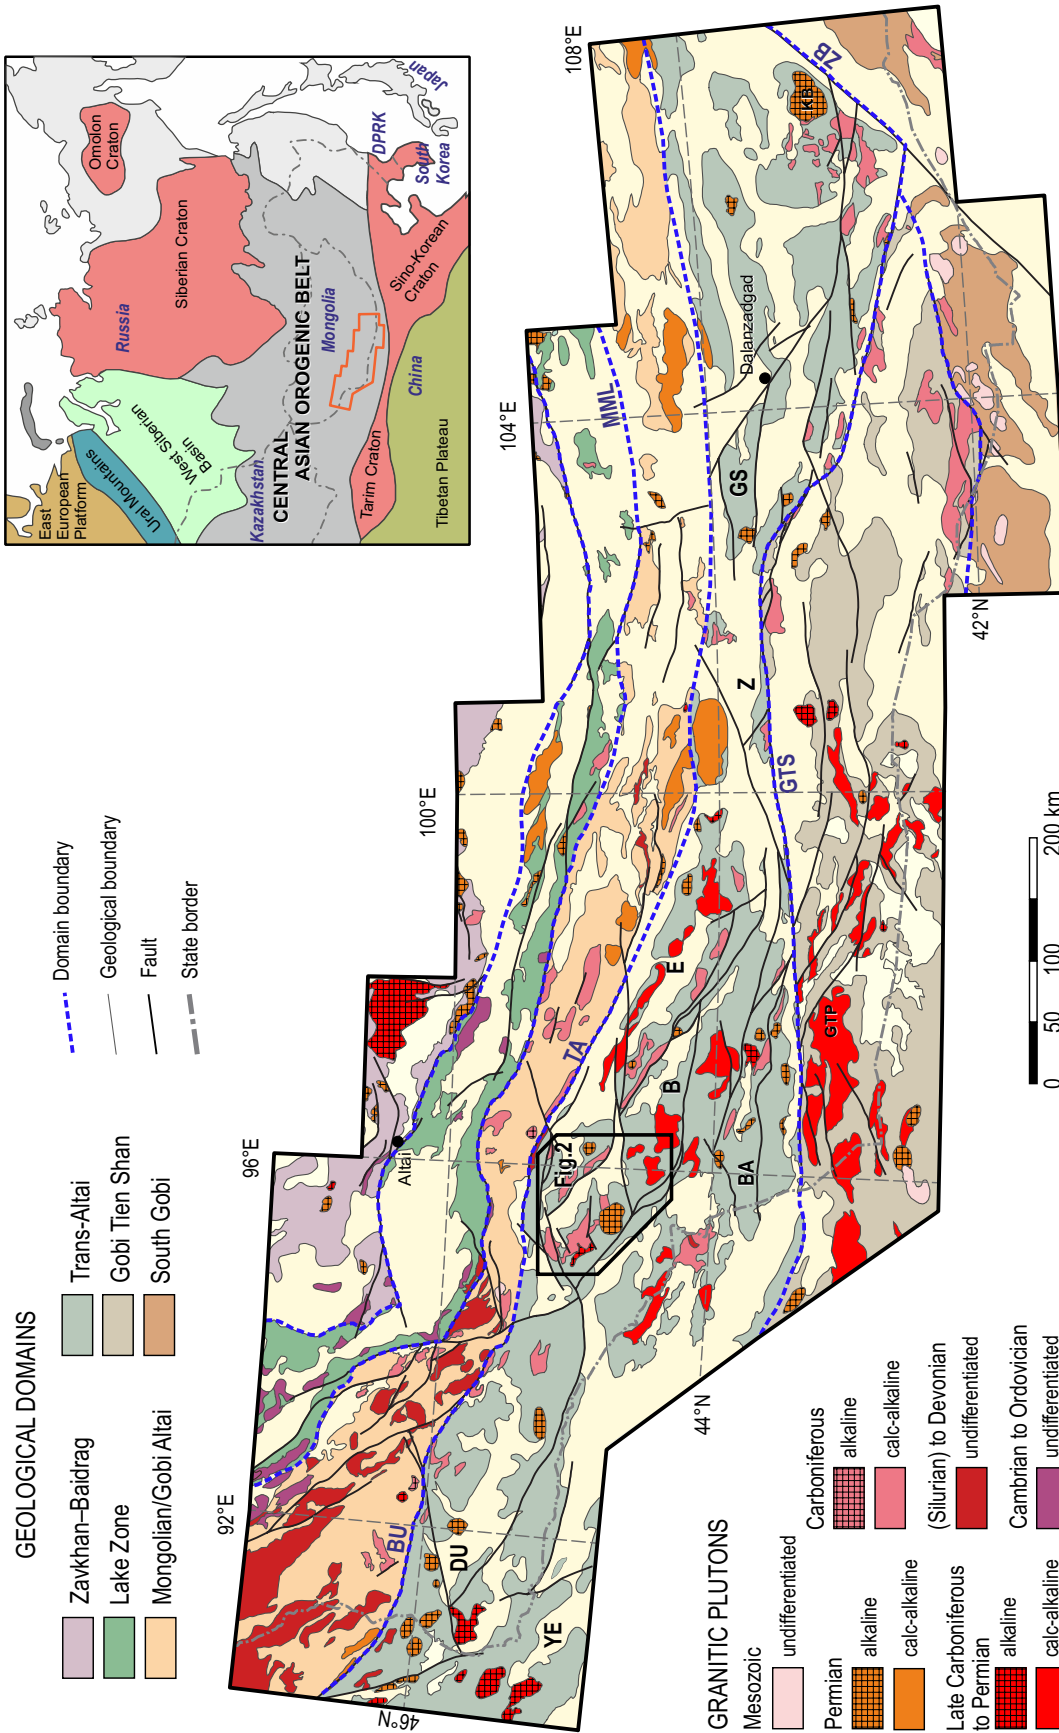 GEOLOGICAL DOMAINS
Zavkhan–Baidrag
Lake Zone
Mongolian/Gobi Altai
Trans-Altai
Gobi Tien Shan
South Gobi
Domain boundary
Geological boundary
Fault
State border
East
European
Platform
Ural Mountains
West Siberian
Basin
Russia
Siberian Craton
Omolon
Craton
Kazakhstan
CENTRAL
ASIAN OROGENIC BELT
Mongolia
Tarim Craton
China
Tibetan Plateau
Sino-Korean
Craton
DPRK
South
Korea
Japan
92°E
96°E
100°E
104°E
108°E
46°N
44°N
42°N
Altai
Dalanzadgad
BU
DU
YE
TA
Fig.2
B
BA
E
GTP
GTS
Z
GS
MML
KB
ZB
GRANITIC PLUTONS
Mesozoic
undifferentiated
Permian
alkaline
calc-alkaline
Late Carboniferous
to Permian
alkaline
calc-alkaline
Carboniferous
alkaline
calc-alkaline
(Silurian) to Devonian
undifferentiated
Cambrian to Ordovician
undifferentiated
0 50 100 200 km